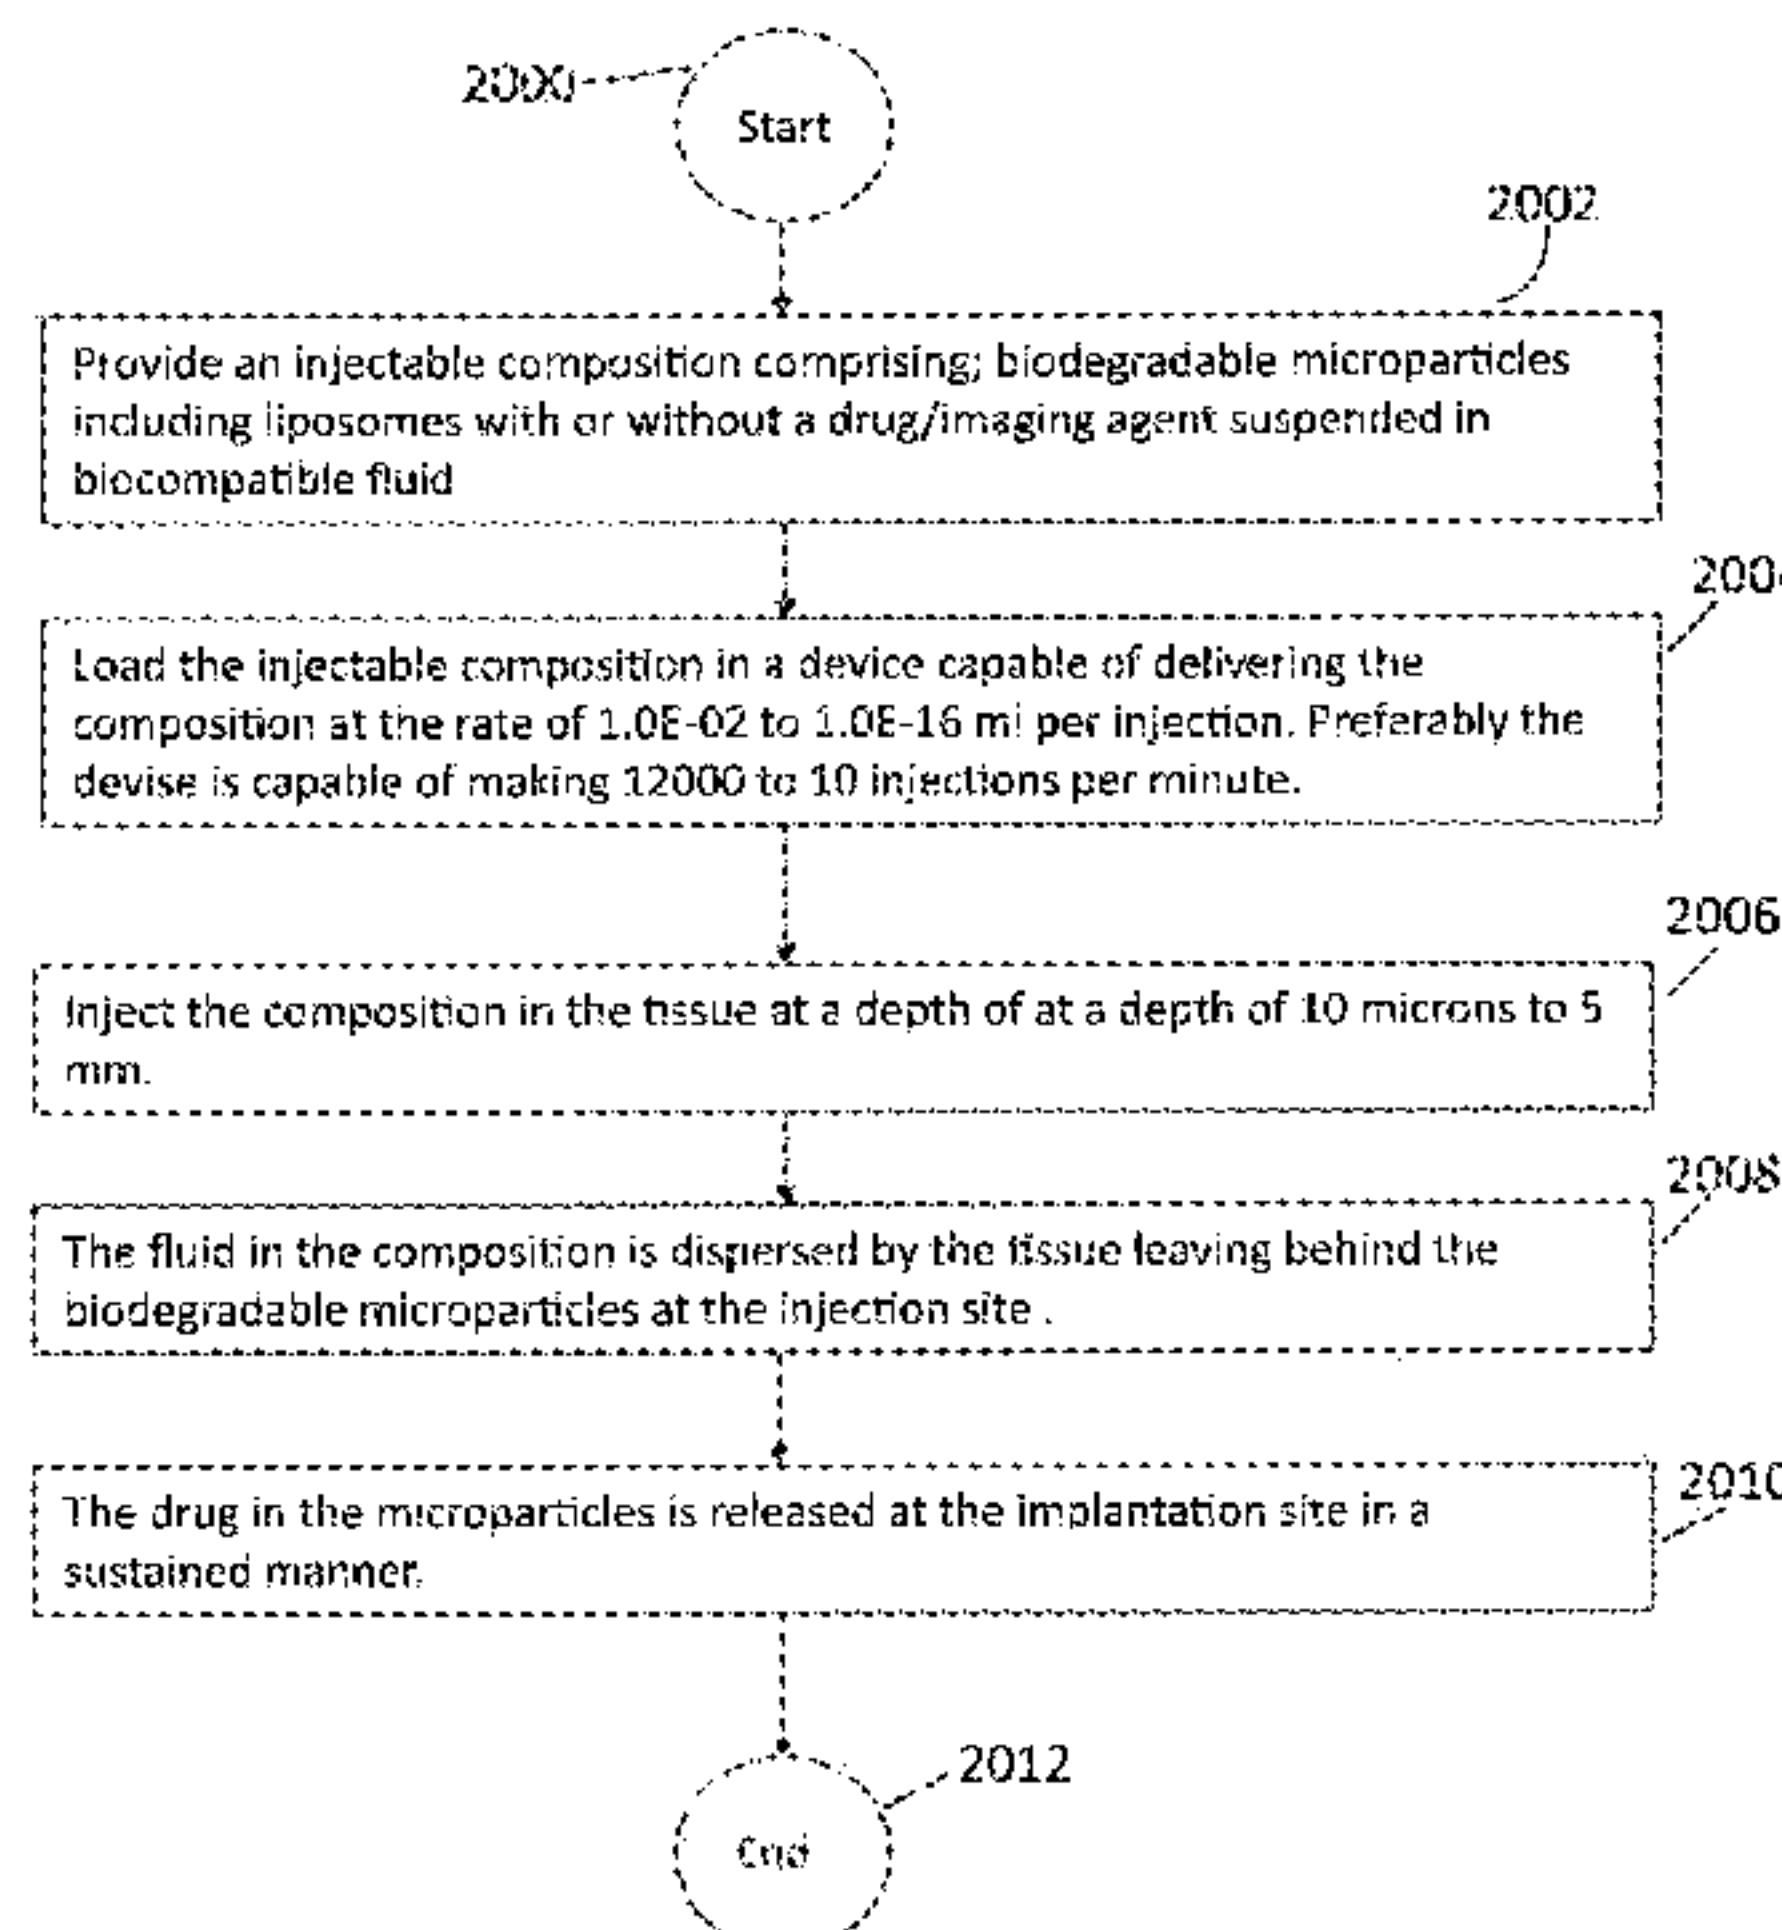 2000
Start
2002
Provide an injectable composition comprising; biodegradable microparticles
including liposomes with or without a drug/imaging agent suspended in
biocompatible fluid
2004
Load the injectable composition in a device capable of delivering the
composition at the rate of 1.0E-02 to 1.0E-16 ml per injection. Preferably the
devise is capable of making 12000 to 10 injections per minute.
2006
Inject the composition in the tissue at a depth of at a depth of 10 microns to 5
mm.
2008
The fluid in the composition is dispersed by the tissue leaving behind the
biodegradable microparticles at the injection site .
2010
The drug in the microparticles is released at the implantation site in a
sustained manner.
2012
End